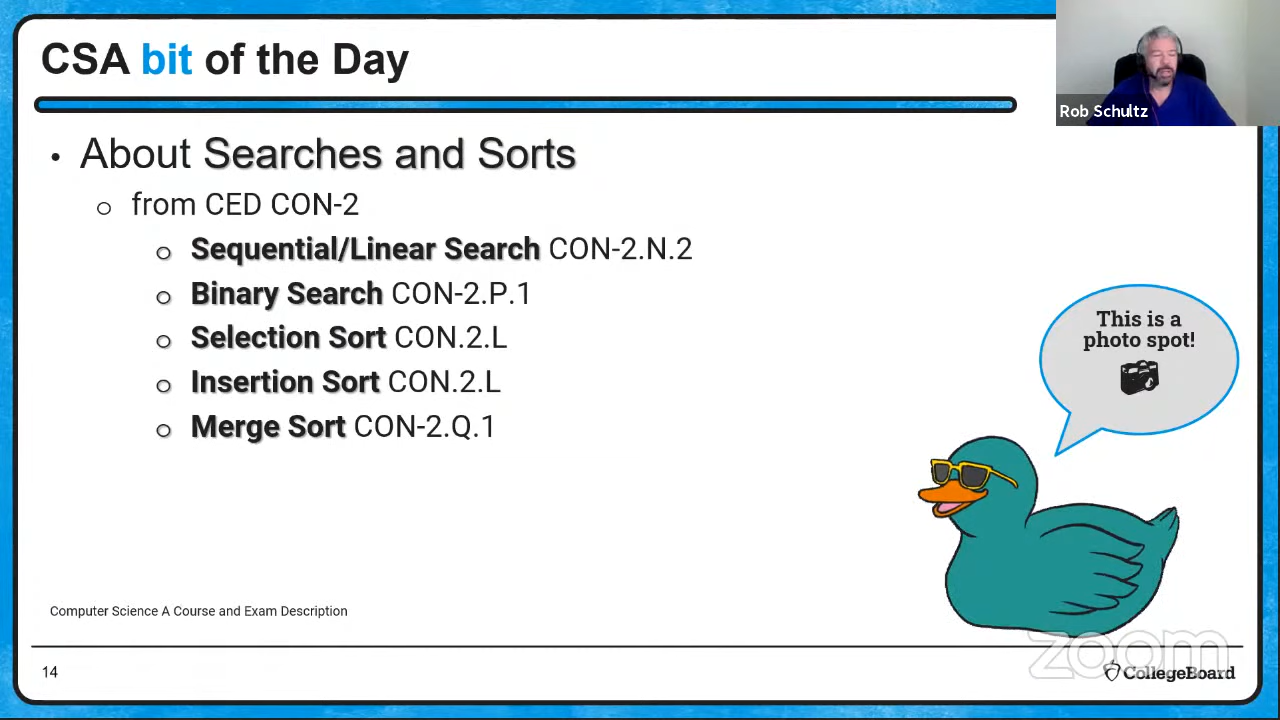 CSA bit of the Day
Rob Schultz
• About Searches and Sorts
o from CED CON-2
o Sequential/Linear Search CON-2.N.2
o Binary Search CON-2.P.1
o Selection Sort CON.2.L
o Insertion Sort CON.2.L
o Merge Sort CON-2.Q.1
This is a
photo spot!
Computer Science A Course and Exam Description
zoom
14
CollegeBoard